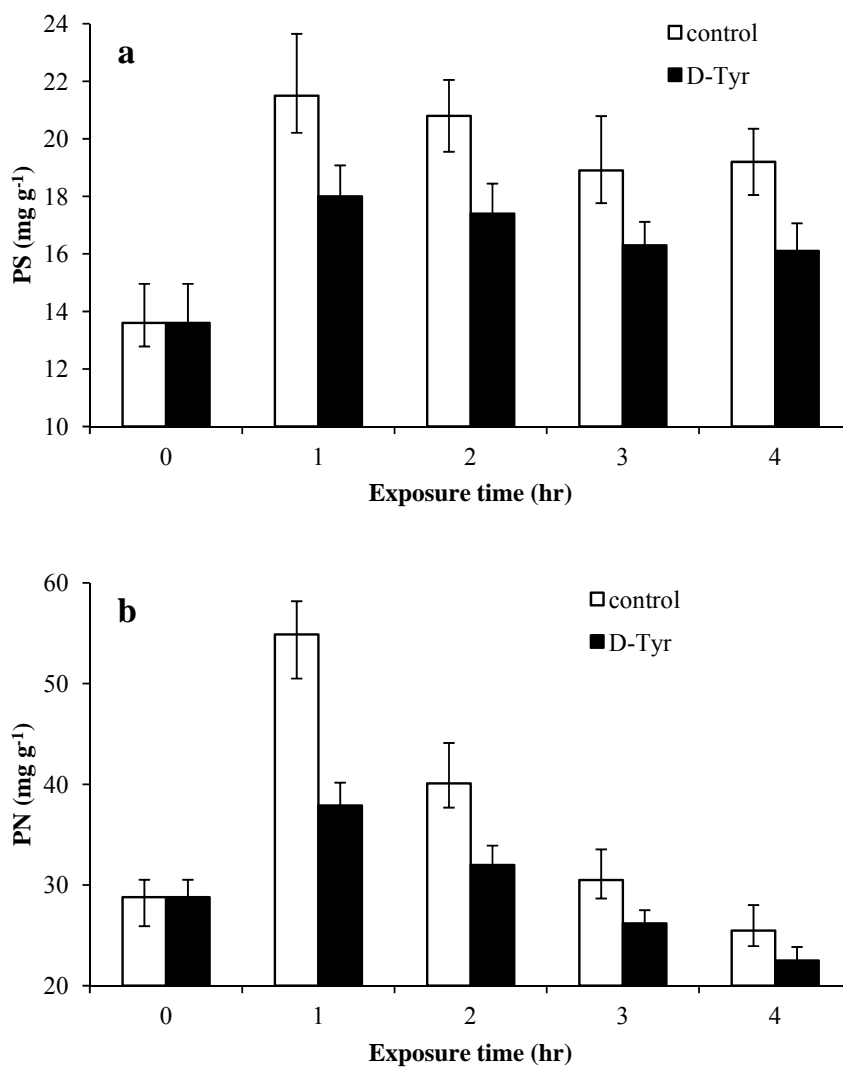 a
control
D-Tyr
24
22
20
18
16
14
12
10
PS (mg g-1)
0 1 2 3 4
Exposure time (hr)
b
control
D-Tyr
60
50
40
30
20
PN (mg g-1)
0 1 2 3 4
Exposure time (hr)